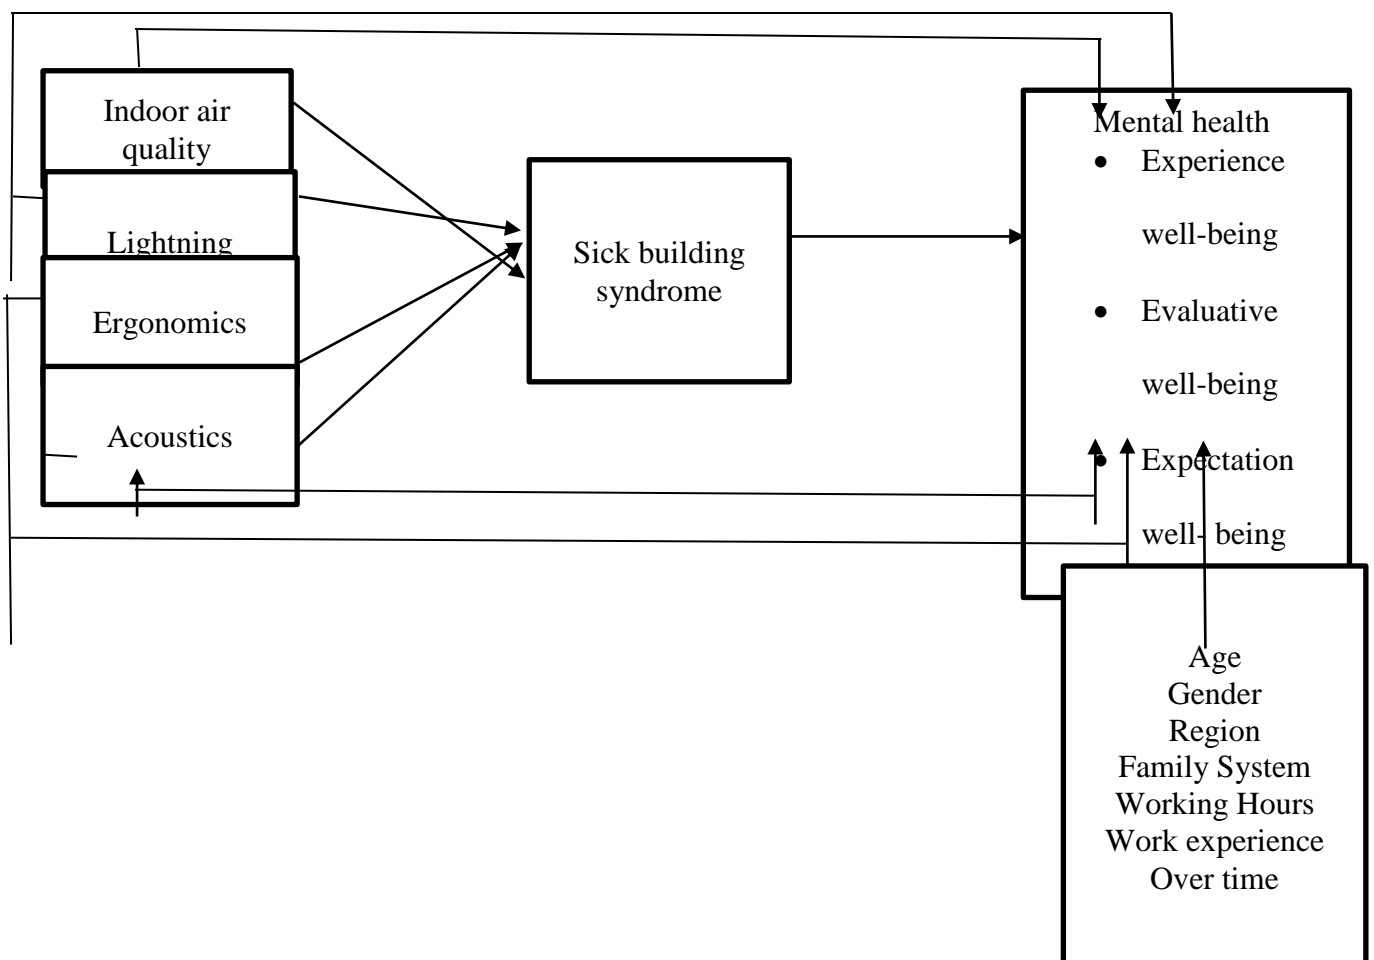 Indoor air
quality
Lightning
Ergonomics
Acoustics
Sick building
syndrome
Mental health
• Experience
well-being
• Evaluative
well-being
• Expectation
well- being
Age
Gender
Region
Family System
Working Hours
Work experience
Over time